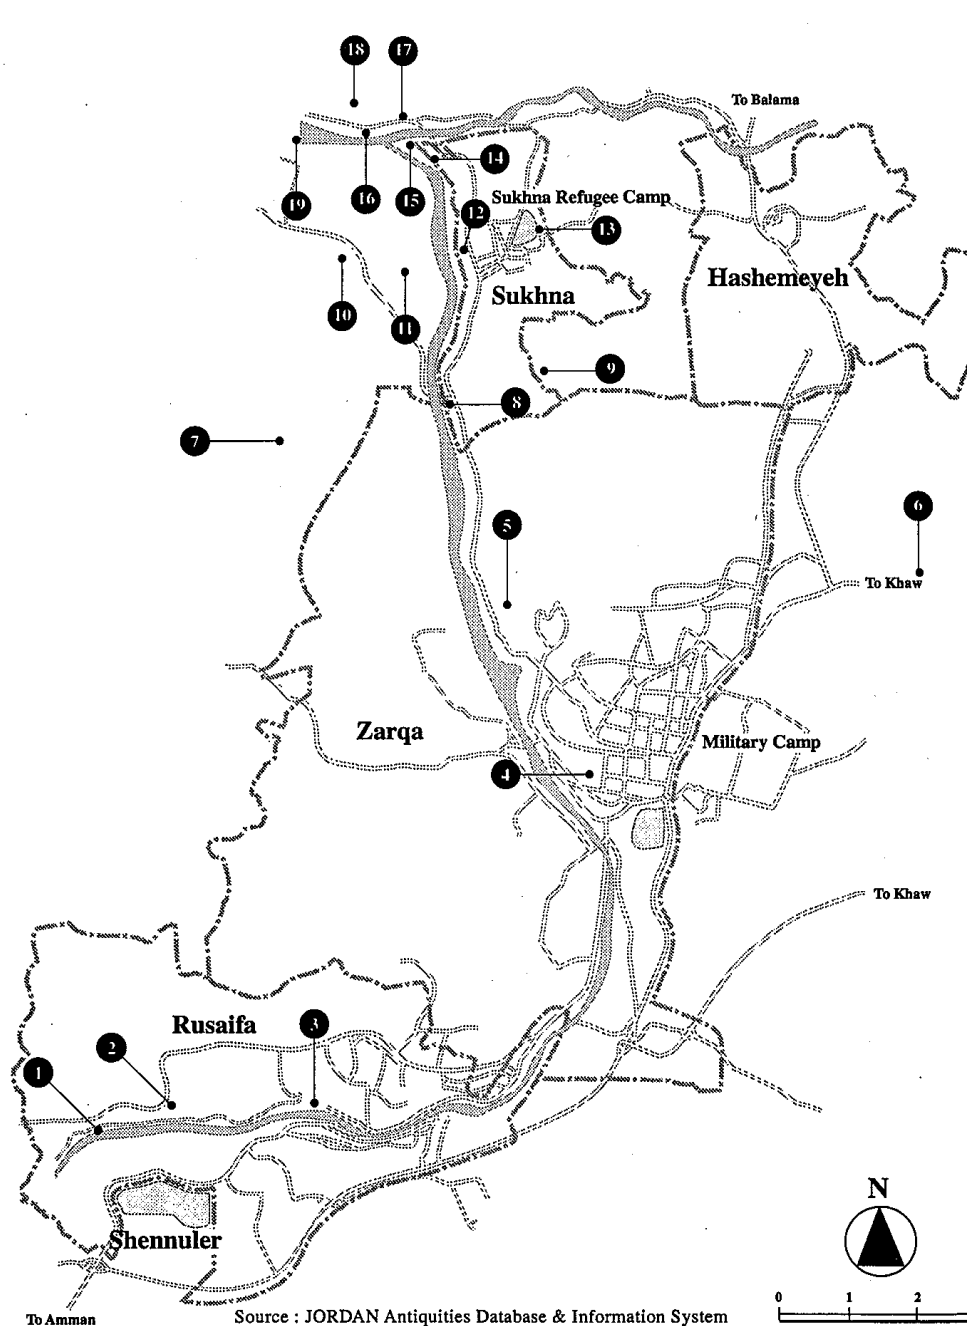 18
17
To Balama
14
19
16
15
Sukhna Refugee Camp
12
13
Hashemeyeh
Sukhna
10
11
9
8
7
6
5
To Khaw
Zarqa
Military Camp
4
To Khaw
Rusaifa
3
2
1
N
Shennuler
0 1 2
Source : JORDAN Antiquities Database & Information System
To Amman